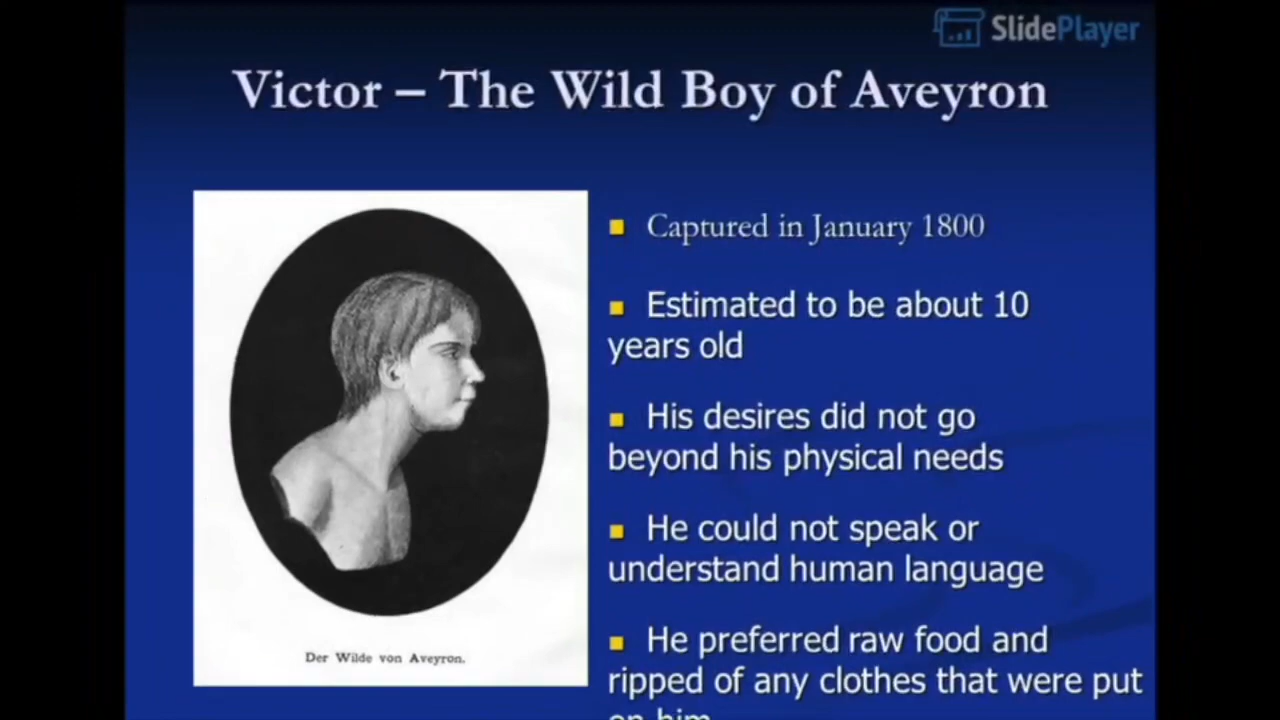 SlidePlayer
Victor – The Wild Boy of Aveyron
Captured in January 1800
Estimated to be about 10
years old
His desires did not go
beyond his physical needs
He could not speak or
understand human language
He preferred raw food and
ripped of any clothes that were put
on him
Der Wilde von Aveyron.